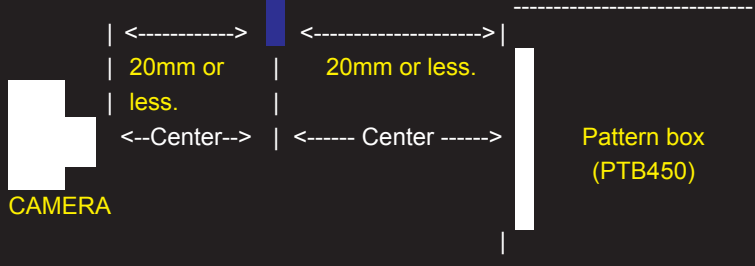 ------------------------------
| <------------> <---------------------->|
| 20mm or | 20mm or less.
| less. |
<--Center--> | <------ Center ------> Pattern box
(PTB450)
CAMERA
|